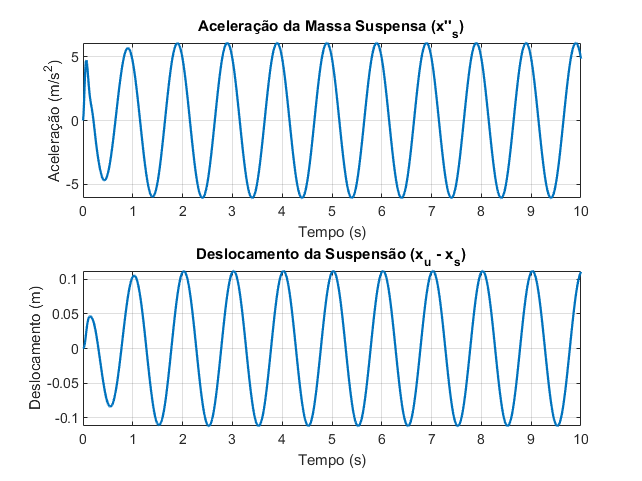 Aceleração da Massa Suspensa (x''s)
5
0
-5
Aceleração (m/s2)
0 1 2 3 4 5 6 7 8 9 10
Tempo (s)
Deslocamento da Suspensão (xu - xs)
0.1
0.05
0
-0.05
-0.1
Deslocamento (m)
0 1 2 3 4 5 6 7 8 9 10
Tempo (s)